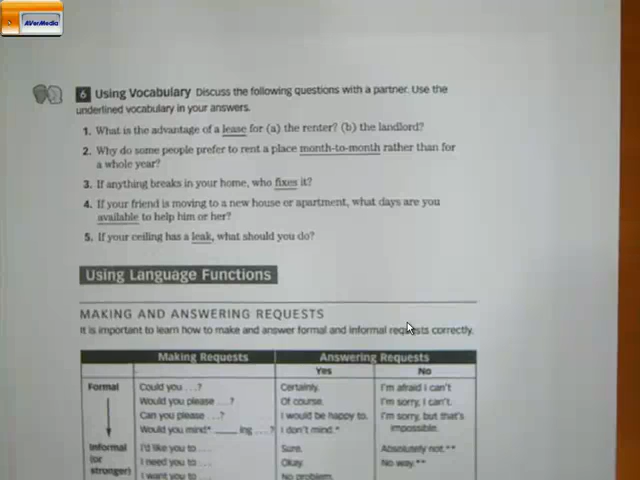 AVerMedia
6 Using Vocabulary Discuss the following questions with a partner. Use the
underlined vocabulary in your answers.
1. What is the advantage of a lease for (a) the renter? (b) the landlord?
2. Why do some people prefer to rent a place month-to-month rather than for
a whole year?
3. If anything breaks in your home, who fixes it?
4. If your friend is moving to a new house or apartment, what days are you
available to help him or her?
5. If your ceiling has a leak, what should you do?
Using Language Functions
MAKING AND ANSWERING REQUESTS
It is important to learn how to make and answer formal and informal requests correctly.
Making Requests Answering Requests
Yes No
Formal Could you . . . ? Certainly. I'm afraid I can't
Would you please . . . ? Of course. I'm sorry, I can't.
Can you please . . . ? I would be happy to. I'm sorry, but that's
impossible.
Would you mind* ____ing . . . ? I don't mind.*
Informal I'd like you to . . . Sure. Absolutely not.**
(or I need you to . . . Okay. No way.**
stronger) I want you to . . . No problem.